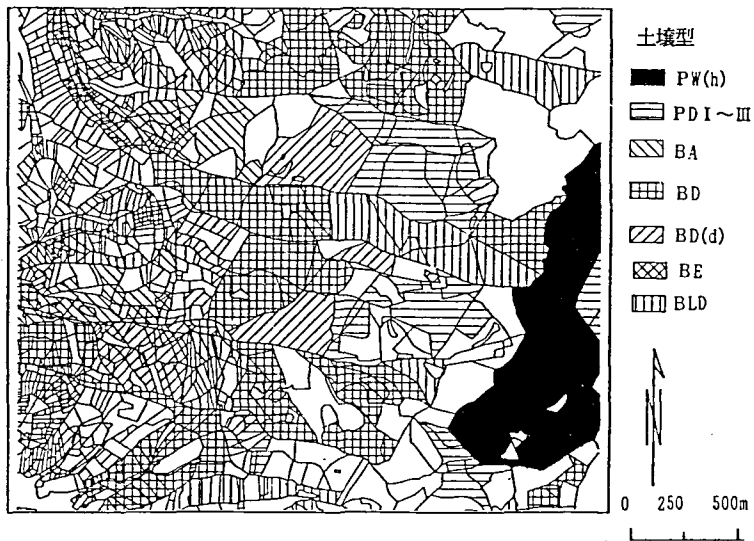 土壌型
PW(h)
PDⅠ～Ⅲ
BA
BD
BD(d)
BE
BLD
0 250 500m